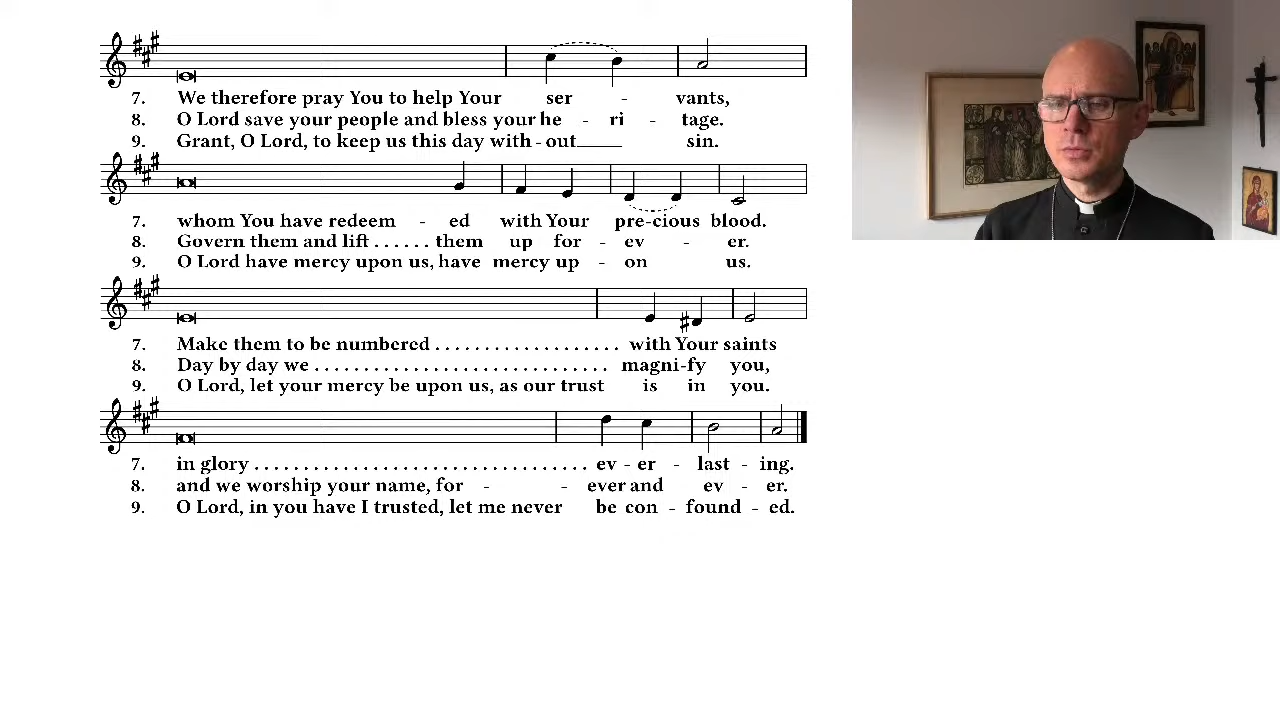 7. We therefore pray You to help Your ser - vants,
8. O Lord save your people and bless your he - ri - tage.
9. Grant, O Lord, to keep us this day with - out____ sin.
7. whom You have redeem - ed with Your pre-cious blood.
8. Govern them and lift . . . . . . them up for - ev - er.
9. O Lord have mercy upon us, have mercy up - on us.
7. Make them to be numbered . . . . . . . . . . . . . . . . . . . with Your saints
8. Day by day we . . . . . . . . . . . . . . . . . . . . . . . . . . . . . . magni-fy you,
9. O Lord, let your mercy be upon us, as our trust is in you.
7. in glory . . . . . . . . . . . . . . . . . . . . . . . . . . . . . . . . . . ev - er - last - ing.
8. and we worship your name, for - - ever and ev - er.
9. O Lord, in you have I trusted, let me never be con - found - ed.